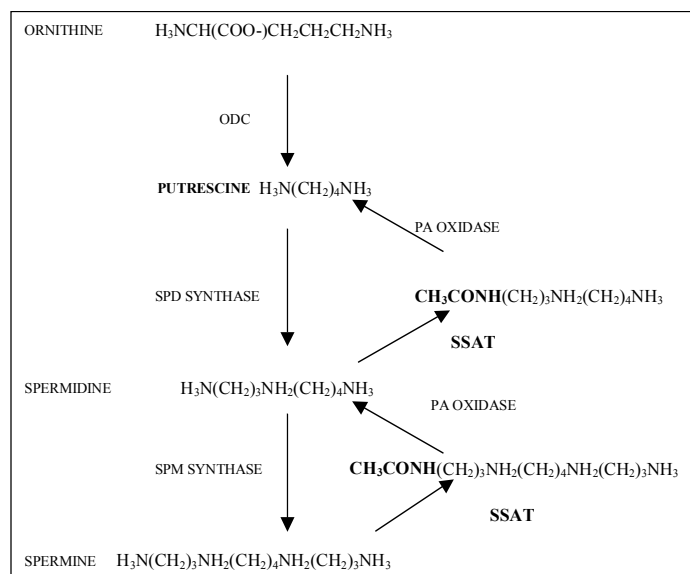 ORNITHINE H₃NCH(COO-)CH₂CH₂CH₂NH₃
ODC
PUTRESCINE H₃N(CH₂)₄NH₃
PA OXIDASE
SPD SYNTHASE
CH₃CONH(CH₂)₃NH₂(CH₂)₄NH₃
SSAT
SPERMIDINE H₃N(CH₂)₃NH₂(CH₂)₄NH₃
PA OXIDASE
SPM SYNTHASE
CH₃CONH(CH₂)₃NH₂(CH₂)₄NH₂(CH₂)₃NH₃
SSAT
SPERMINE H₃N(CH₂)₃NH₂(CH₂)₄NH₂(CH₂)₃NH₃